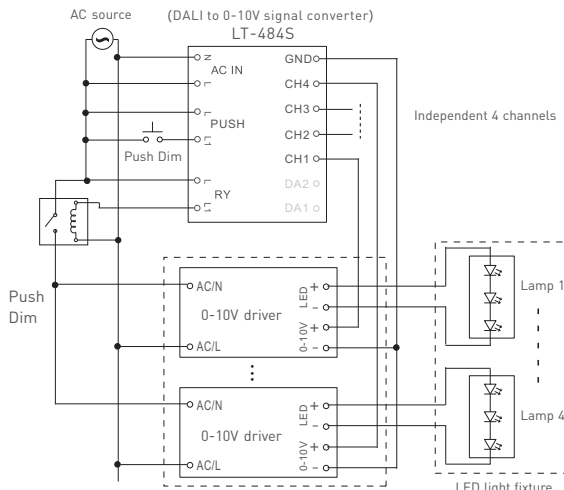 AC source
(DALI to 0-10V signal converter)
LT-484S
N
AC IN
L
L
PUSH
L1
L
RY
L1
GND
CH4
CH3
CH2
CH1
DA2
DA1
Independent 4 channels
Push Dim
Push
Dim
AC/N
0-10V driver
AC/L
LED
+
–
0-10V
+
–
Lamp 1
AC/N
0-10V driver
AC/L
LED
+
–
0-10V
+
–
Lamp 4
LED light fixture